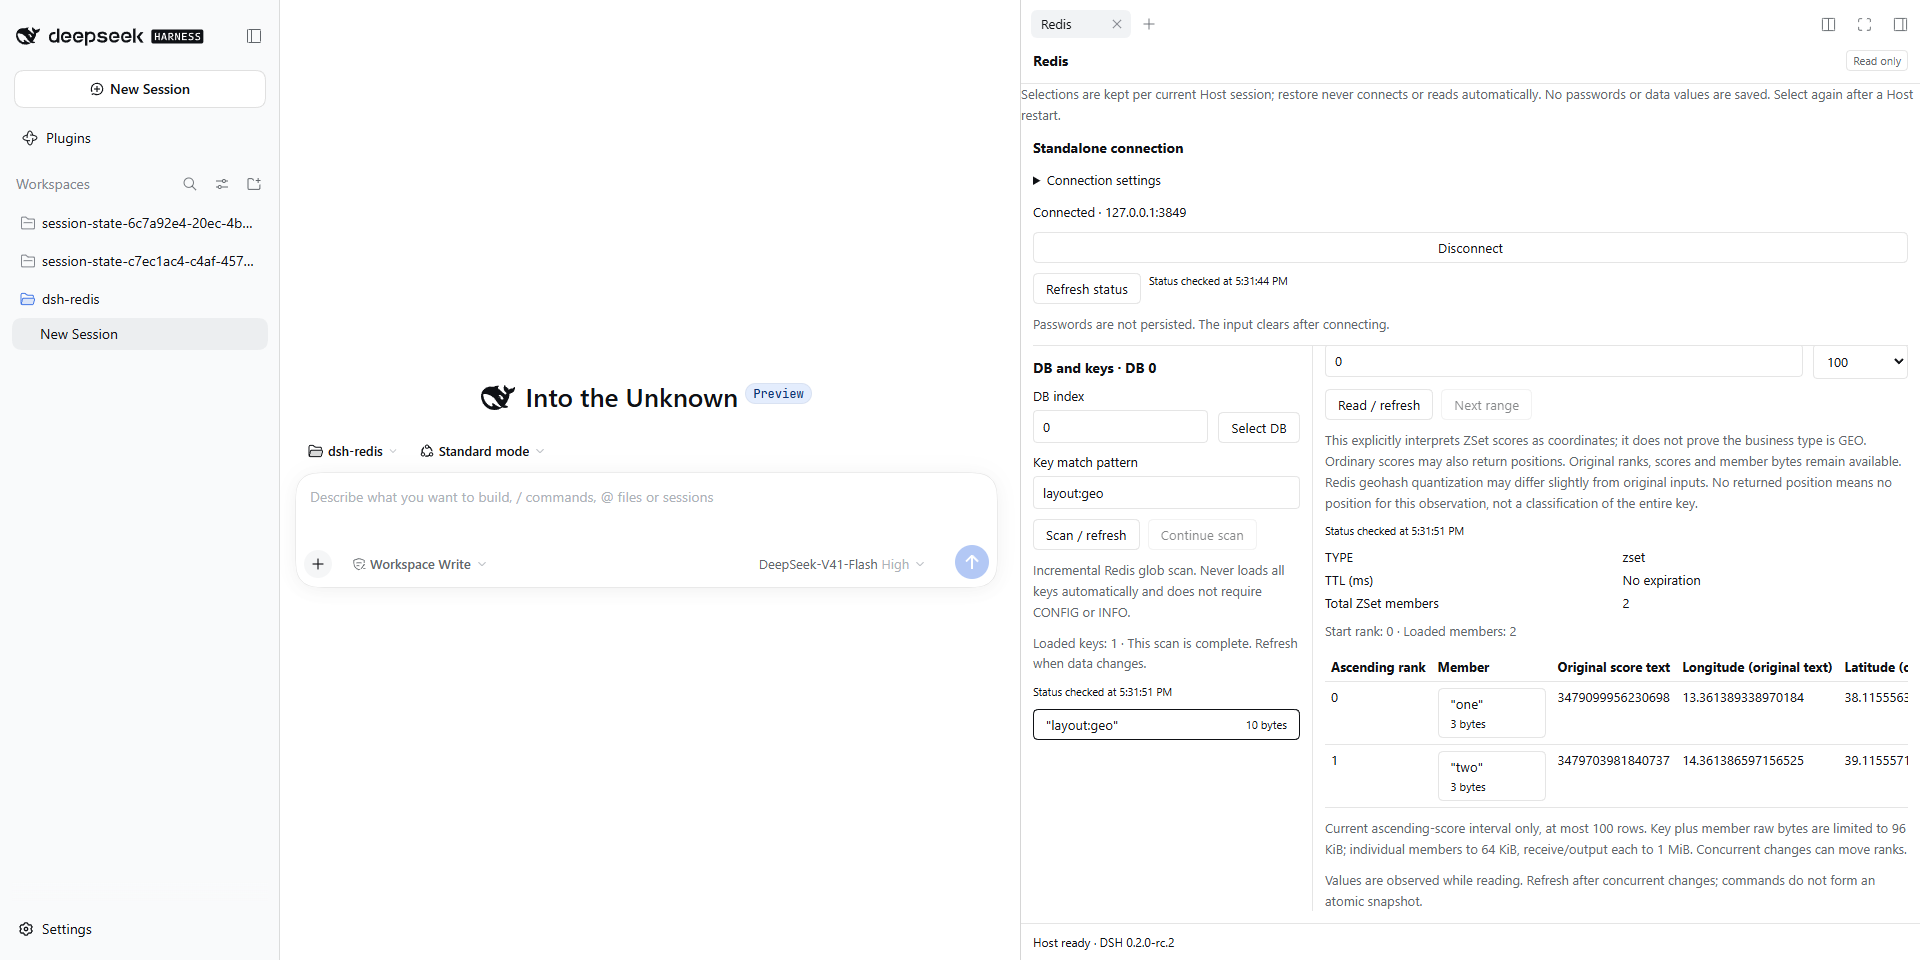 deepseek HARNESS
New Session
Plugins
Workspaces
session-state-6c7a92e4-20ec-4b...
session-state-c7ec1ac4-c4af-457...
dsh-redis
New Session
Settings
Into the Unknown Preview
dsh-redis Standard mode
Describe what you want to build, / commands, @ files or sessions
Workspace Write DeepSeek-V41-Flash High
Redis
Redis Read only
Selections are kept per current Host session; restore never connects or reads automatically. No passwords or data values are saved. Select again after a Host
restart.
Standalone connection
Connection settings
Connected · 127.0.0.1:3849
Disconnect
Refresh status Status checked at 5:31:44 PM
Passwords are not persisted. The input clears after connecting.
DB and keys · DB 0
DB index
0 Select DB
Key match pattern
layout:geo
Scan / refresh Continue scan
Incremental Redis glob scan. Never loads all
keys automatically and does not require
CONFIG or INFO.
Loaded keys: 1 · This scan is complete. Refresh
when data changes.
Status checked at 5:31:51 PM
"layout:geo" 10 bytes
0 100
Read / refresh Next range
This explicitly interprets ZSet scores as coordinates; it does not prove the business type is GEO.
Ordinary scores may also return positions. Original ranks, scores and member bytes remain available.
Redis geohash quantization may differ slightly from original inputs. No returned position means no
position for this observation, not a classification of the entire key.
Status checked at 5:31:51 PM
TYPE zset
TTL (ms) No expiration
Total ZSet members 2
Start rank: 0 · Loaded members: 2
Ascending rank Member Original score text Longitude (original text) Latitude (
0 "one" 3479099956230698 13.361389338970184 38.1155563
3 bytes
1 "two" 3479703981840737 14.361386597156525 39.1155571
3 bytes
Current ascending-score interval only, at most 100 rows. Key plus member raw bytes are limited to 96
KiB; individual members to 64 KiB, receive/output each to 1 MiB. Concurrent changes can move ranks.
Values are observed while reading. Refresh after concurrent changes; commands do not form an
atomic snapshot.
Host ready · DSH 0.2.0-rc.2